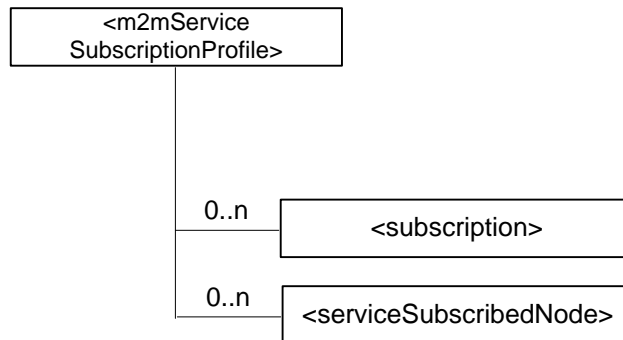 <m2mService
SubscriptionProfile>
0..n
<subscription>
0..n
<serviceSubscribedNode>